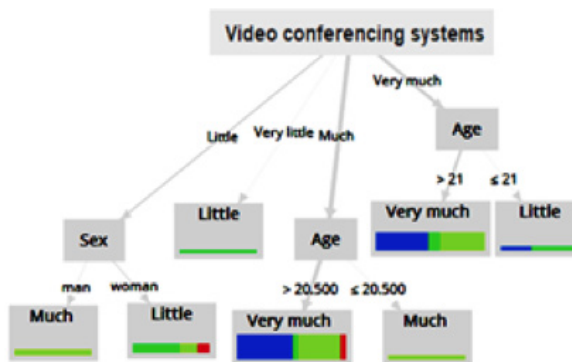 Video conferencing systems
Very much
Little
Very little
Much
Age
> 21
≤ 21
Little
Very much
Little
Sex
Age
man
woman
> 20.500
≤ 20.500
Much
Little
Very much
Much